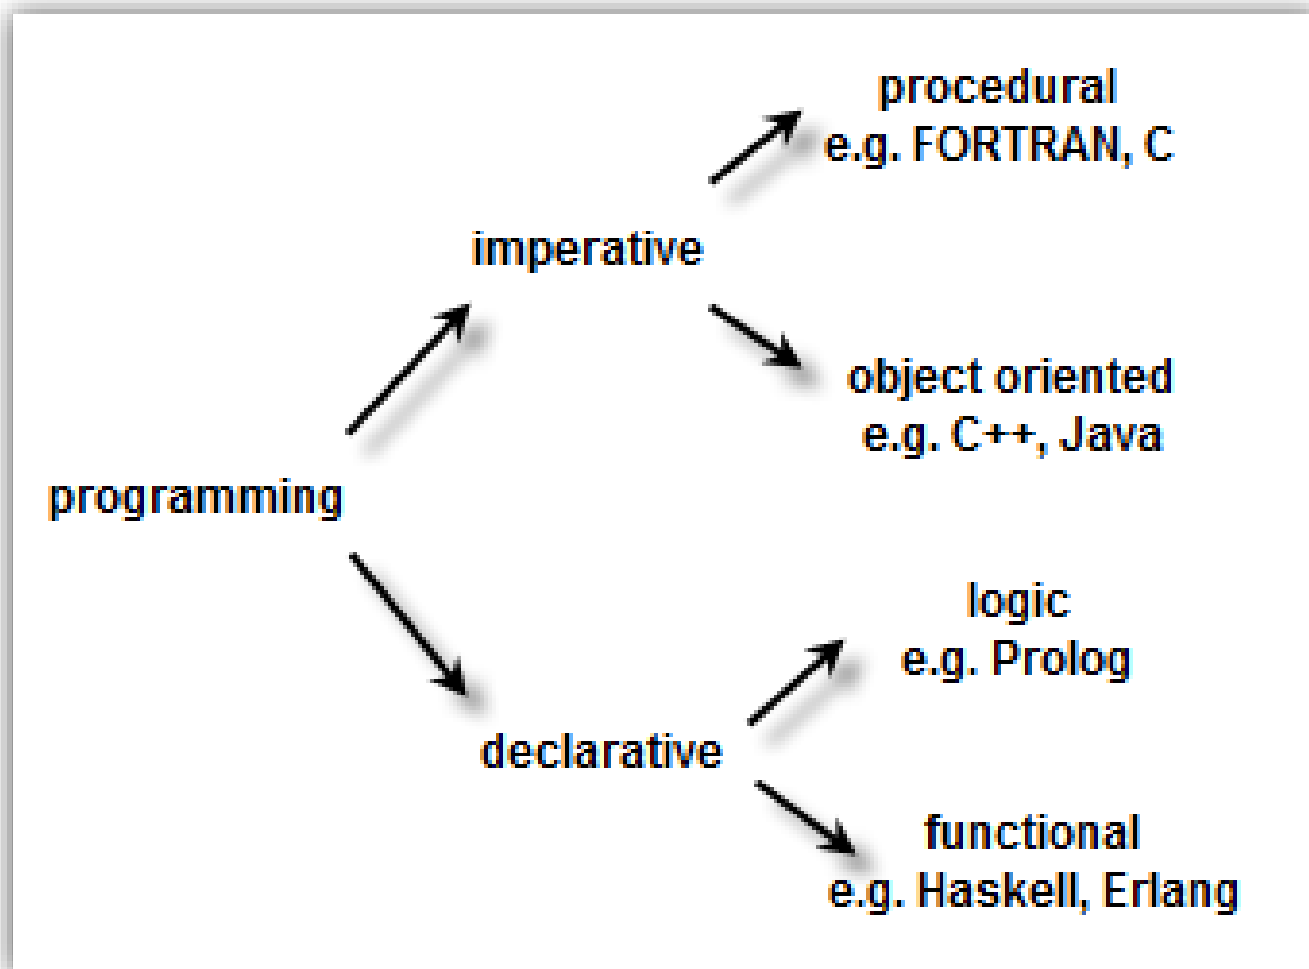 procedural
e.g. FORTRAN, C
imperative
object oriented
e.g. C++, Java
programming
logic
e.g. Prolog
declarative
functional
e.g. Haskell, Erlang